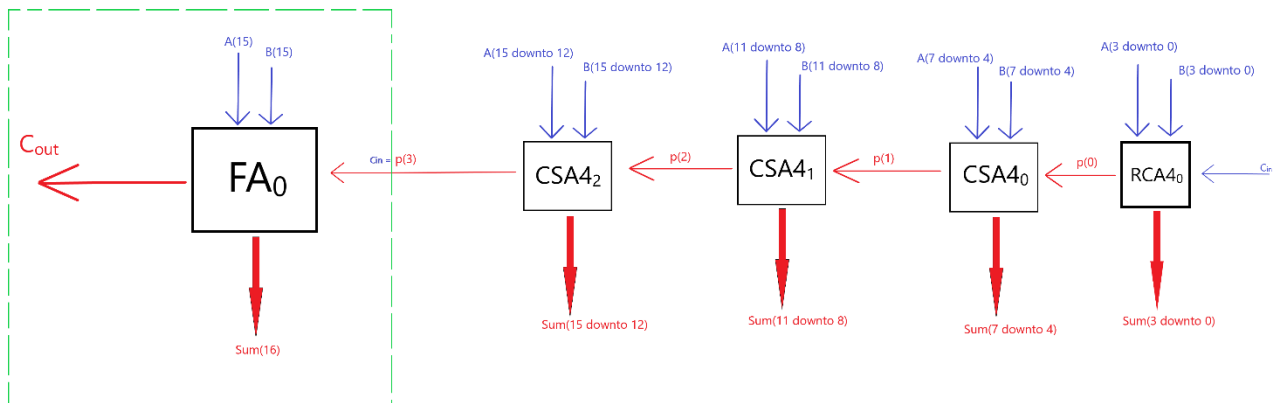 A(15)
B(15)
A(15 downto 12)
B(15 downto 12)
A(11 downto 8)
B(11 downto 8)
A(7 downto 4)
B(7 downto 4)
A(3 downto 0)
B(3 downto 0)
Cout
FA0
Cin = p(3)
CSA42
p(2)
CSA41
p(1)
CSA40
p(0)
RCA40
Cin
Sum(16)
Sum(15 downto 12)
Sum(11 downto 8)
Sum(7 downto 4)
Sum(3 downto 0)